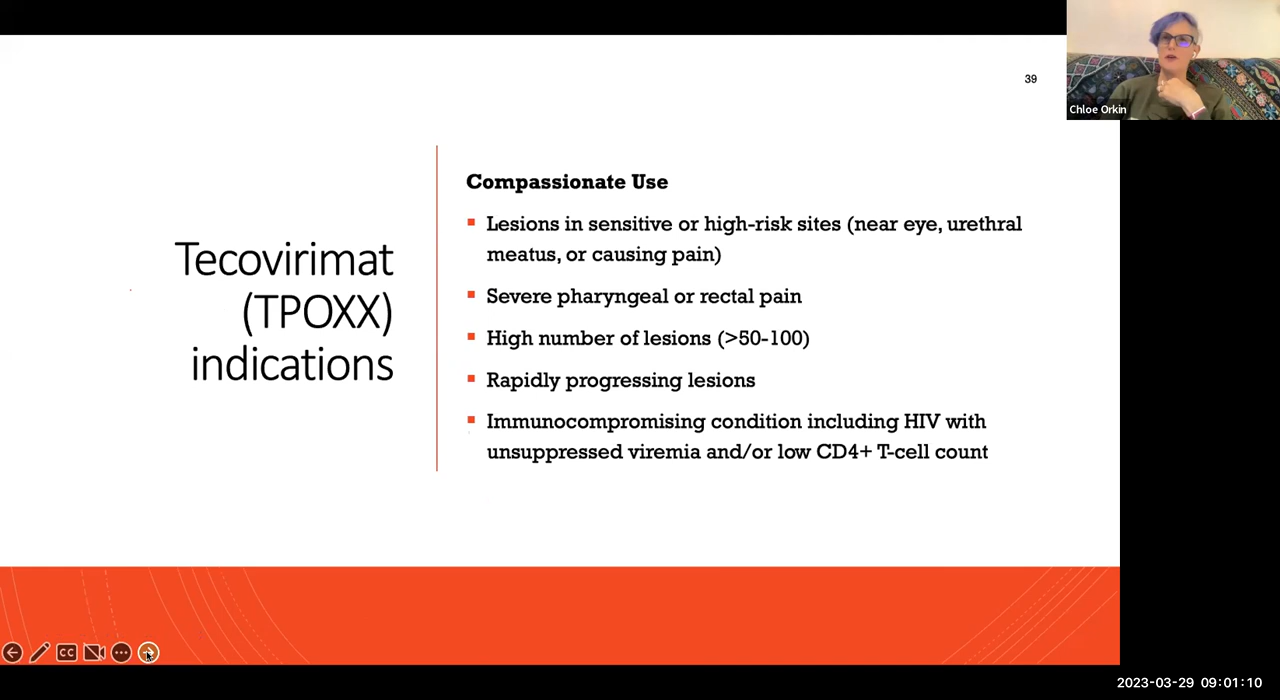 39
Chloe Orkin
Tecovirimat
(TPOXX)
indications
Compassionate Use
Lesions in sensitive or high-risk sites (near eye, urethral
meatus, or causing pain)
Severe pharyngeal or rectal pain
High number of lesions (>50-100)
Rapidly progressing lesions
Immunocompromising condition including HIV with
unsuppressed viremia and/or low CD4+ T-cell count
CC
2023-03-29 09:01:10